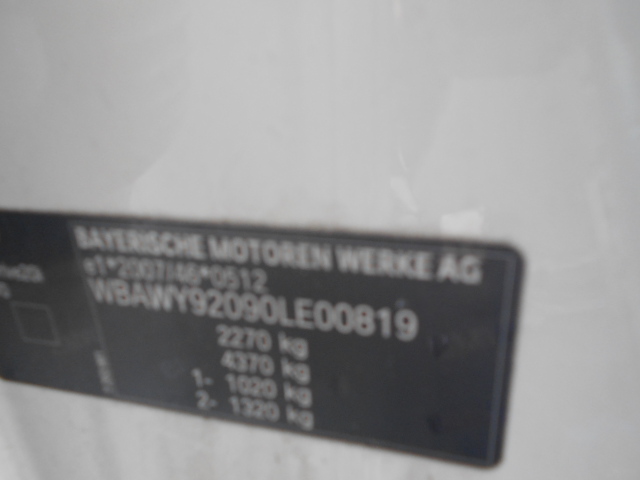 BAYERISCHE MOTOREN WERKE AG
e1*2007/46*0512
WBAWY92090LE00819
2270 kg
4370 kg
1- 1020 kg
2- 1320 kg